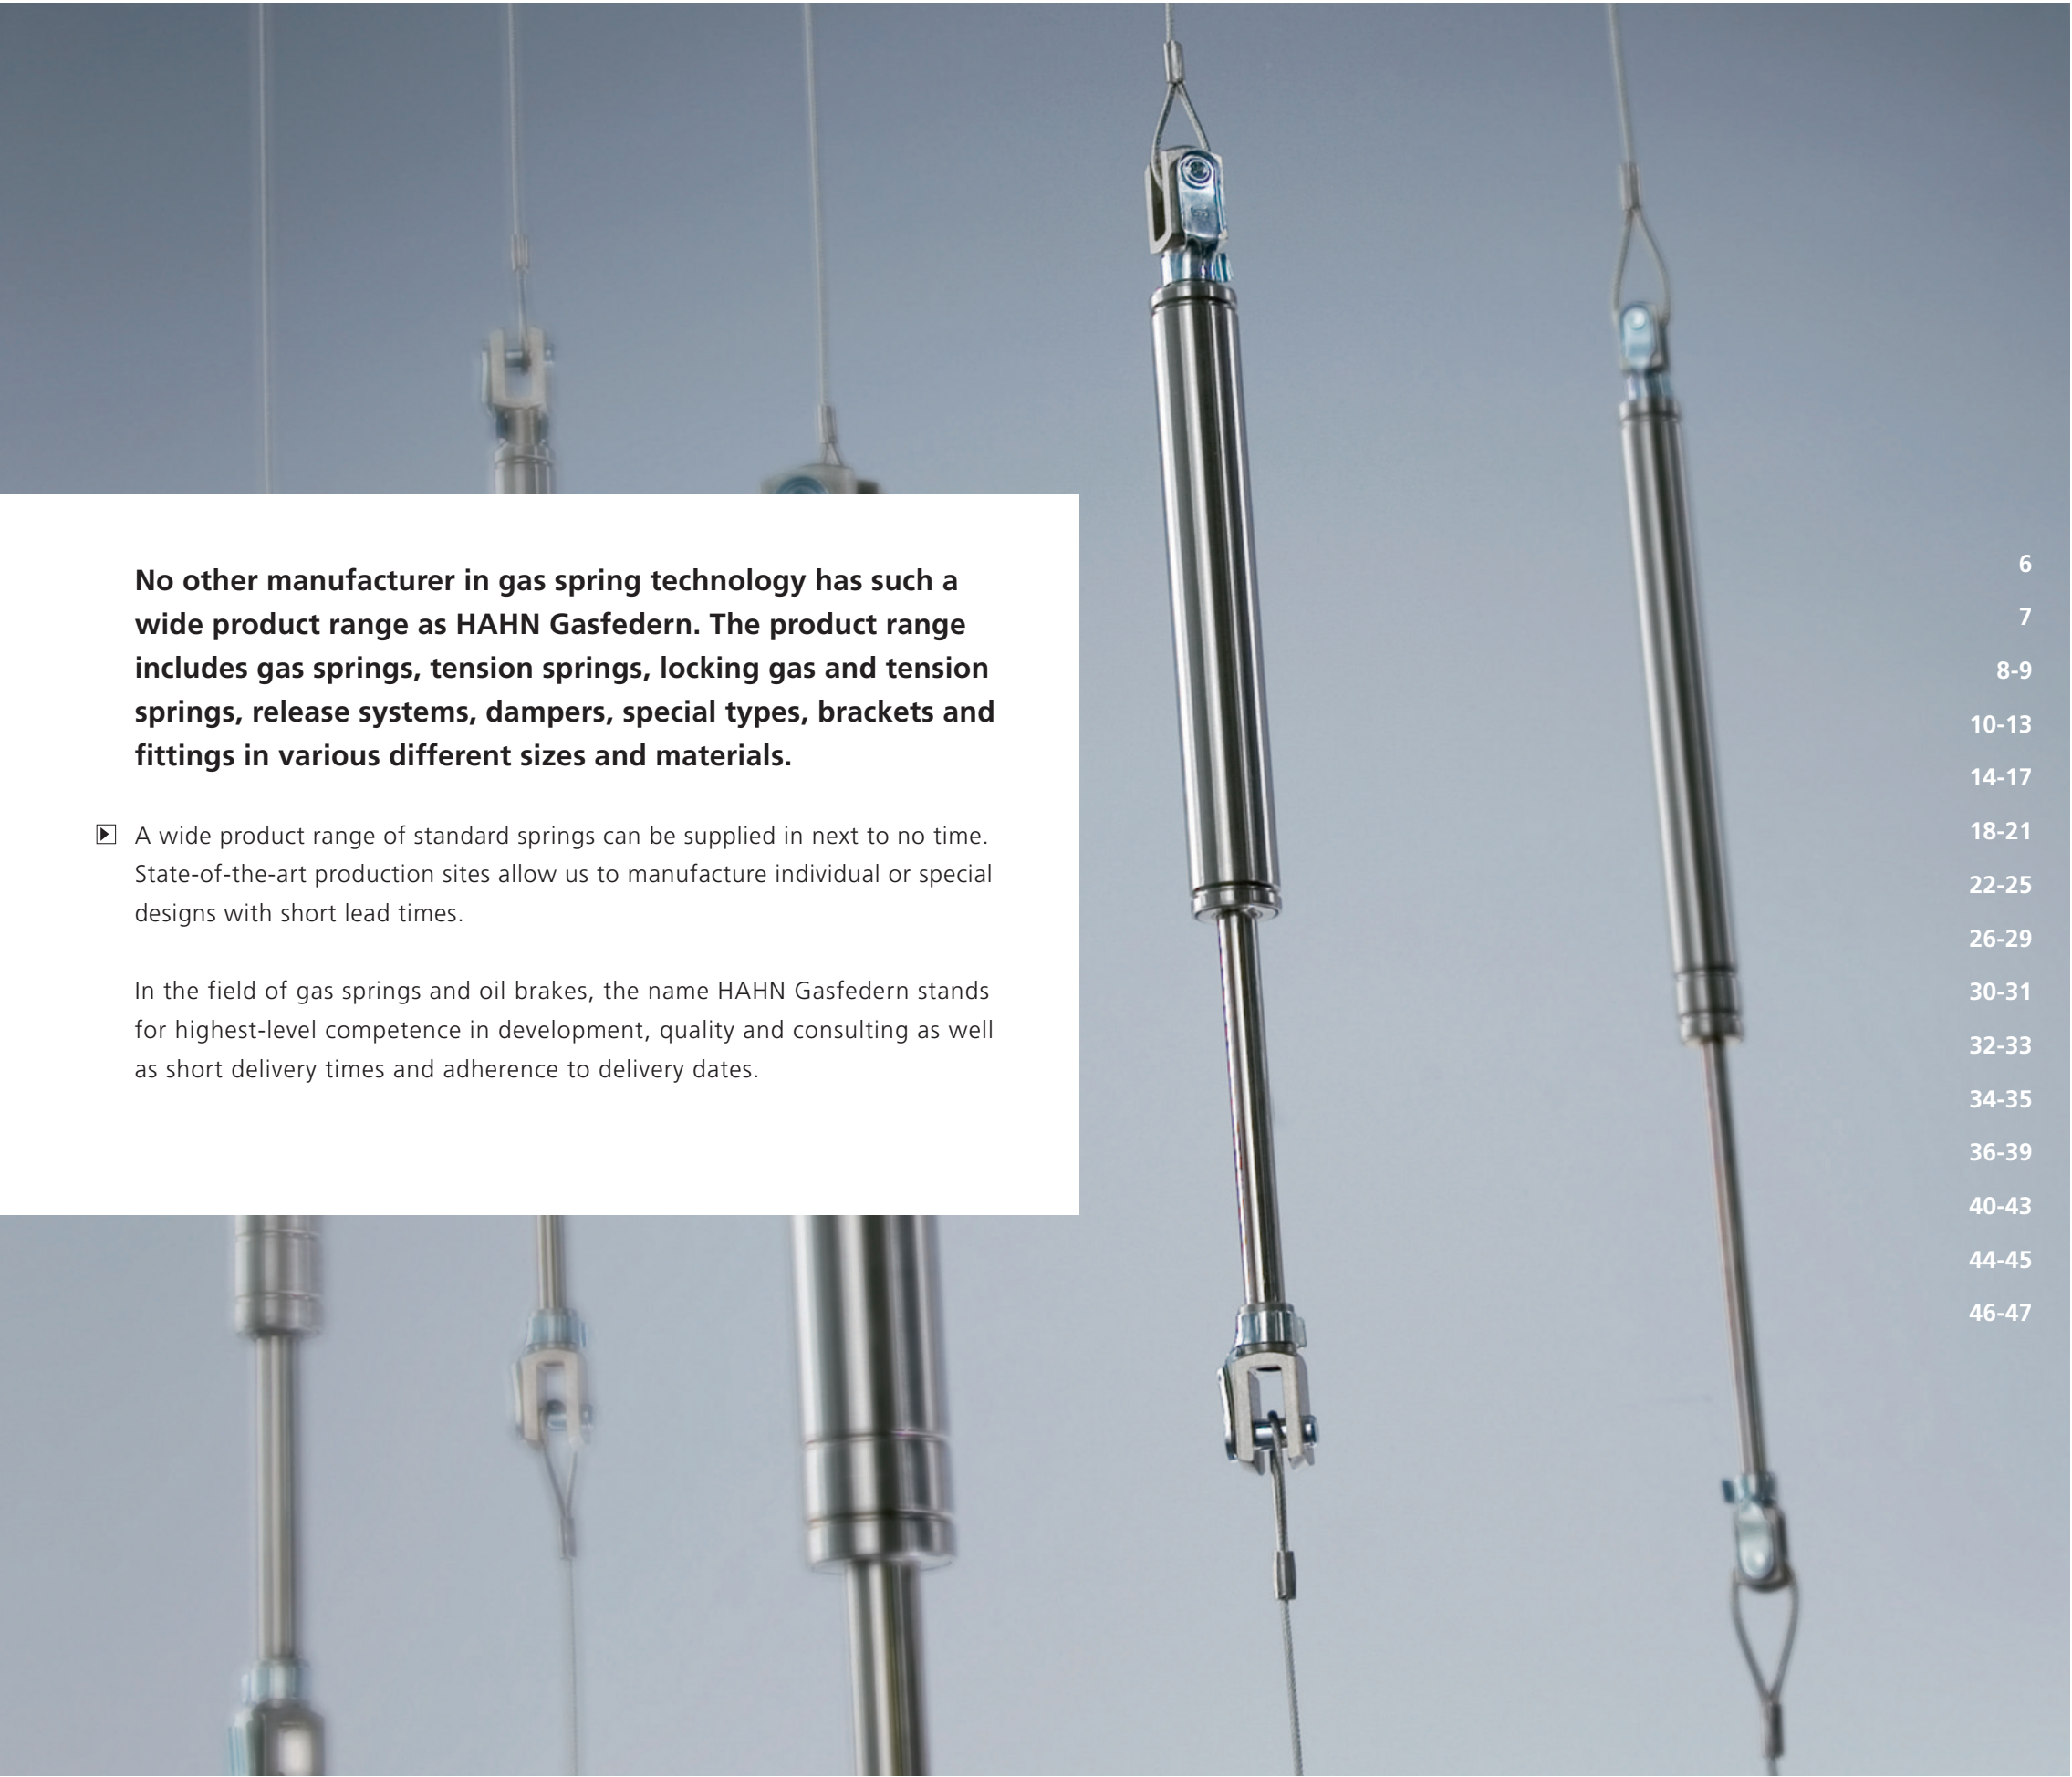 No other manufacturer in gas spring technology has such a
wide product range as HAHN Gasfedern. The product range
includes gas springs, tension springs, locking gas and tension
springs, release systems, dampers, special types, brackets and
fittings in various different sizes and materials.
A wide product range of standard springs can be supplied in next to no time.
State-of-the-art production sites allow us to manufacture individual or special
designs with short lead times.
In the field of gas springs and oil brakes, the name HAHN Gasfedern stands
for highest-level competence in development, quality and consulting as well
as short delivery times and adherence to delivery dates.
6
7
8-9
10-13
14-17
18-21
22-25
26-29
30-31
32-33
34-35
36-39
40-43
44-45
46-47